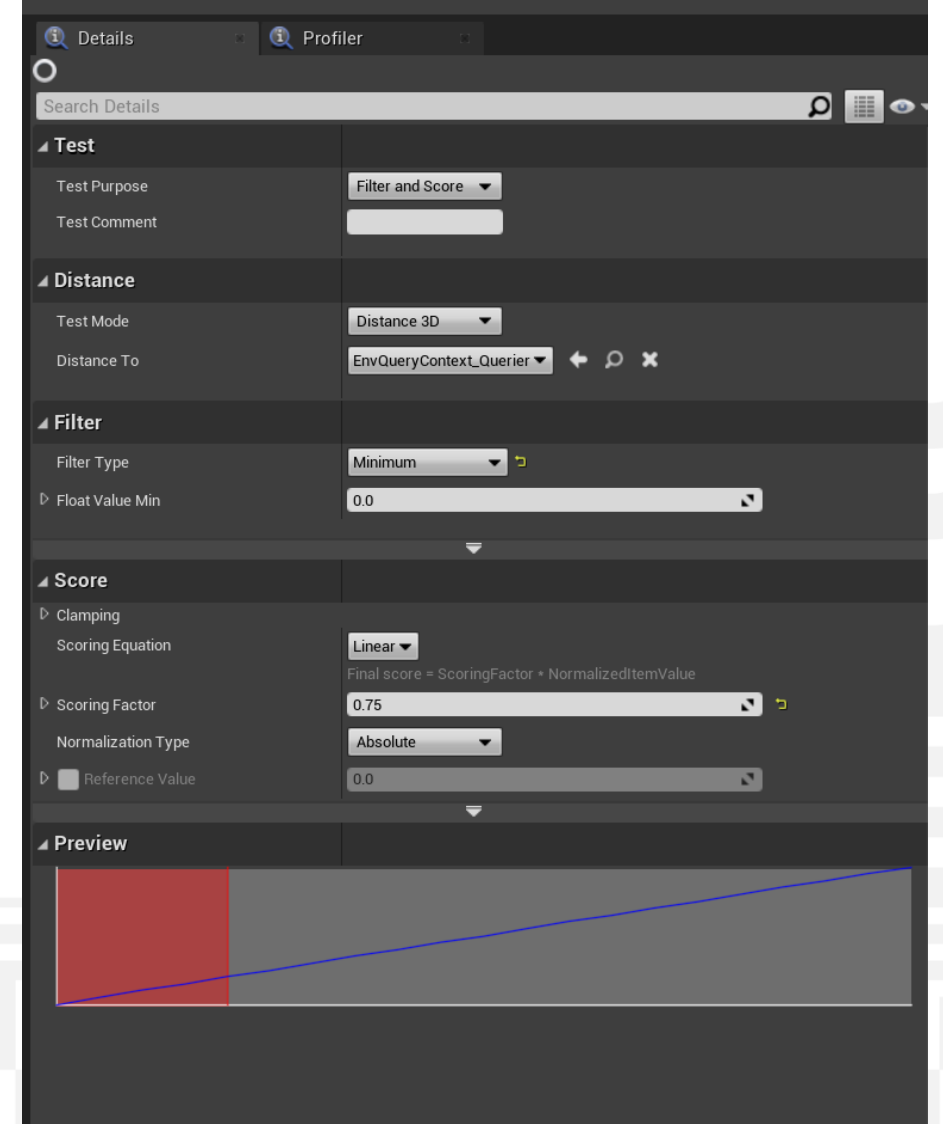 Details
Profiler
Search Details
Test
Test Purpose Filter and Score
Test Comment
Distance
Test Mode Distance 3D
Distance To EnvQueryContext_Querier
Filter
Filter Type Minimum
Float Value Min 0.0
Score
Clamping
Scoring Equation Linear
Final score = ScoringFactor * NormalizedItemValue
Scoring Factor 0.75
Normalization Type Absolute
Reference Value 0.0
Preview